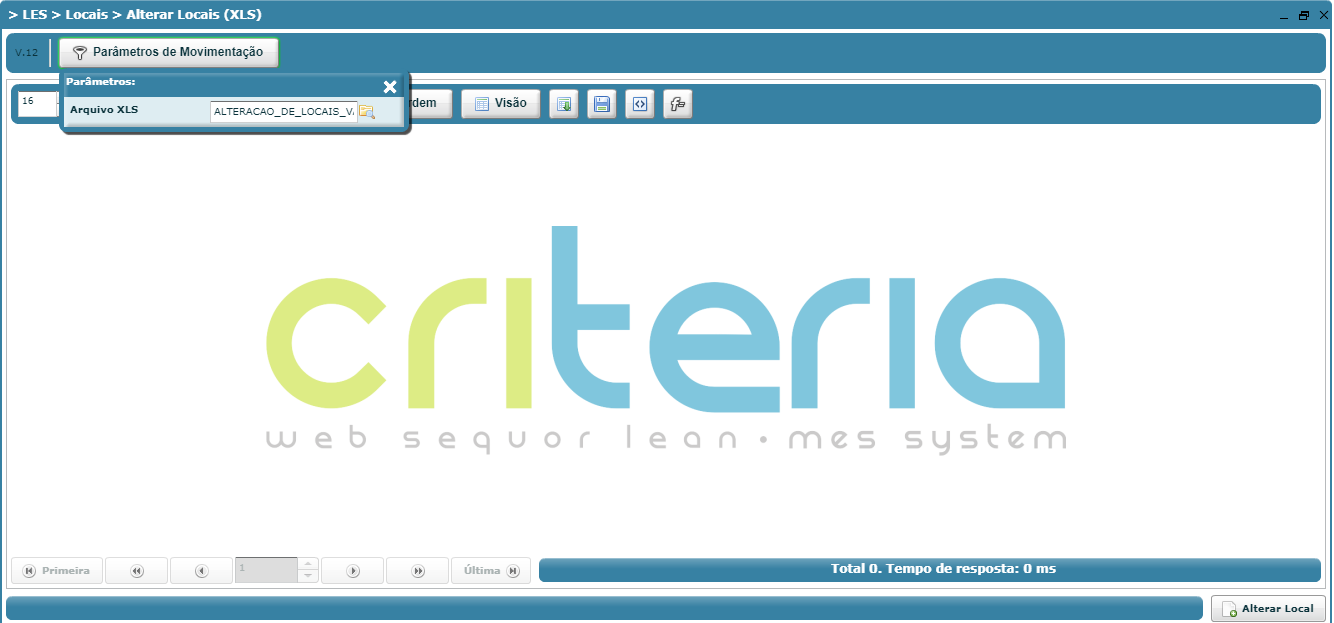 > LES > Locais > Alterar Locais (XLS)
V.12
Parâmetros de Movimentação
Parâmetros:
Arquivo XLS
ALTERACAO_DE_LOCAIS_V
16
Visão
criteria
web sequor lean • mes system
Primeira
1
Última
Total 0. Tempo de resposta: 0 ms
Alterar Local